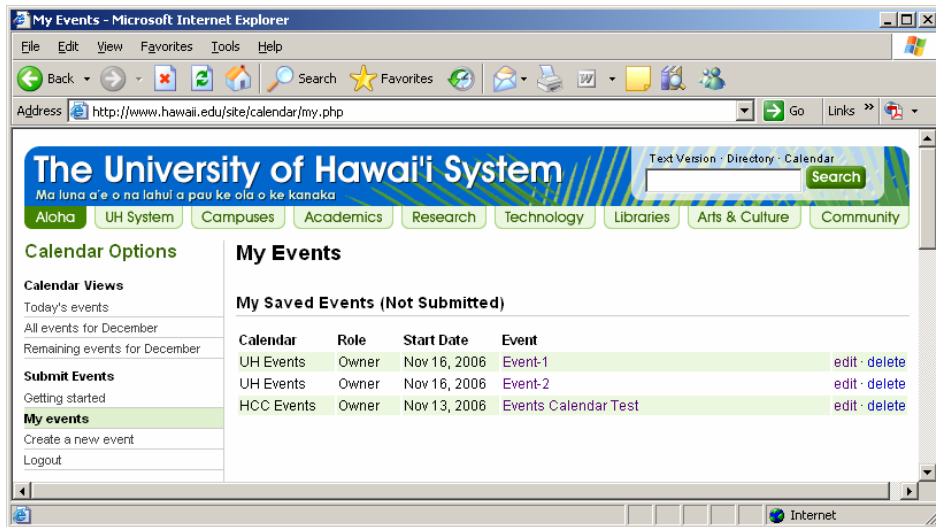 My Events - Microsoft Internet Explorer
File Edit View Favorites Tools Help
Back Search Favorites
Address http://www.hawaii.edu/site/calendar/my.php Go Links »
The University of Hawai'i System
Ma luna a'e o na lahui a pau ke ola o ke kanaka
Text Version · Directory · Calendar
Search
Aloha UH System Campuses Academics Research Technology Libraries Arts & Culture Community
Calendar Options
Calendar Views
Today's events
All events for December
Remaining events for December
Submit Events
Getting started
My events
Create a new event
Logout
My Events
My Saved Events (Not Submitted)
Calendar Role Start Date Event
UH Events Owner Nov 16, 2006 Event-1 edit · delete
UH Events Owner Nov 16, 2006 Event-2 edit · delete
HCC Events Owner Nov 13, 2006 Events Calendar Test edit · delete
Internet